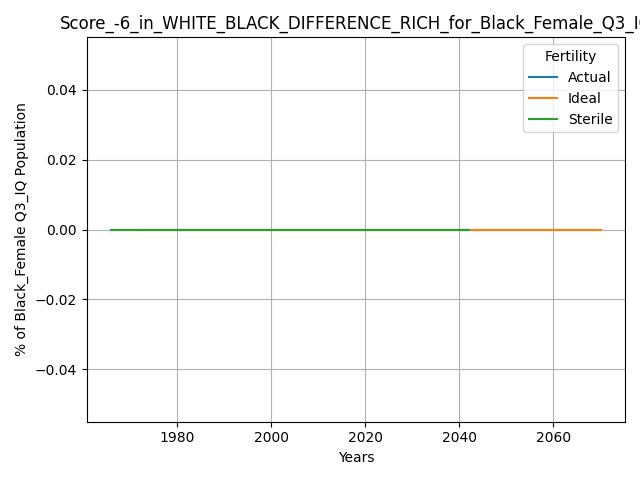 Score_-6_in_WHITE_BLACK_DIFFERENCE_RICH_for_Black_Female_Q3_I
Fertility
Actual
Ideal
Sterile
% of Black_Female Q3_IQ Population
0.04
0.02
0.00
−0.02
−0.04
1980 2000 2020 2040 2060
Years